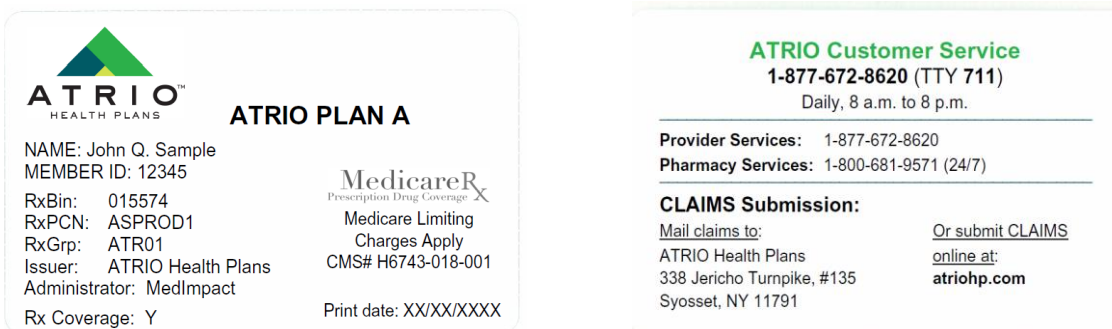 ATRIO™
HEALTH PLANS
ATRIO PLAN A
NAME: John Q. Sample
MEMBER ID: 12345
RxBin: 015574
RxPCN: ASPROD1
RxGrp: ATR01
Issuer: ATRIO Health Plans
Administrator: MedImpact
Rx Coverage: Y
MedicareRx
Prescription Drug Coverage
Medicare Limiting
Charges Apply
CMS# H6743-018-001
Print date: XX/XX/XXXX
ATRIO Customer Service
1-877-672-8620 (TTY 711)
Daily, 8 a.m. to 8 p.m.
Provider Services: 1-877-672-8620
Pharmacy Services: 1-800-681-9571 (24/7)
CLAIMS Submission:
Mail claims to:
ATRIO Health Plans
338 Jericho Turnpike, #135
Syosset, NY 11791
Or submit CLAIMS
online at:
atriohp.com